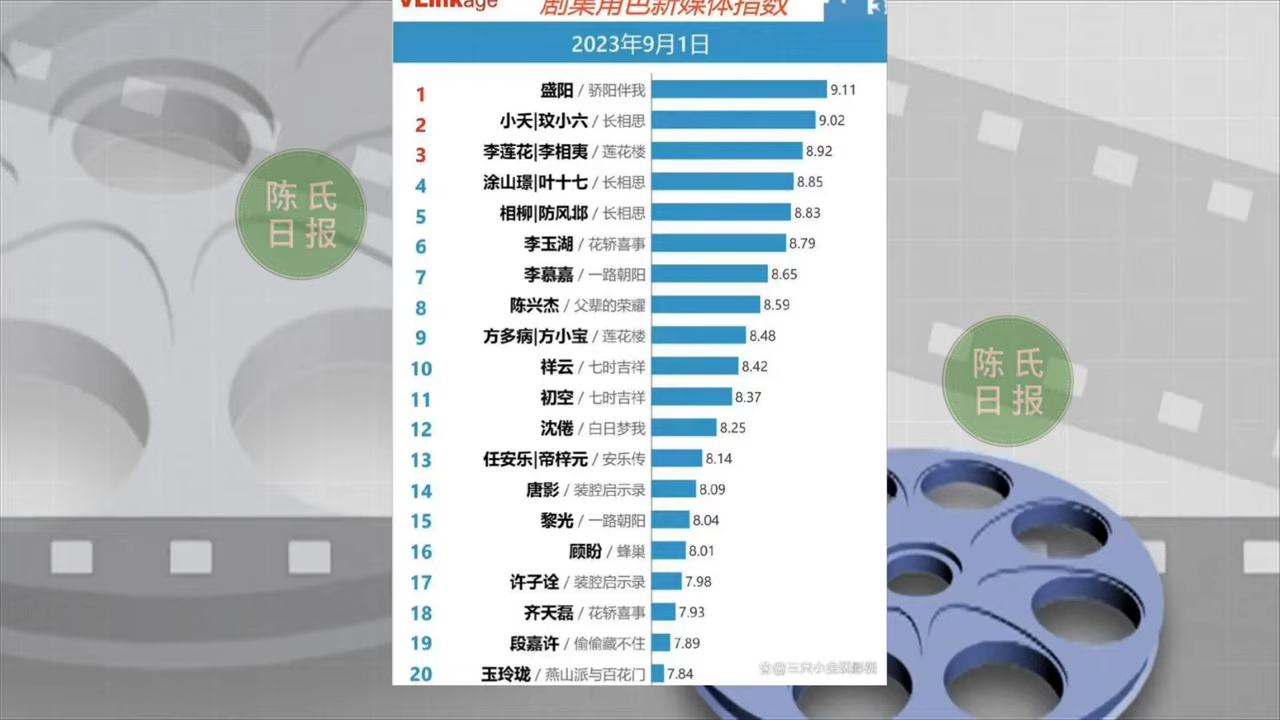 VLinkage
剧集角色新媒体指数
2023年9月1日
1 盛阳 / 骄阳伴我 9.11
2 小夭|玟小六 / 长相思 9.02
3 李莲花|李相夷 / 莲花楼 8.92
4 涂山璟|叶十七 / 长相思 8.85
5 相柳|防风邶 / 长相思 8.83
6 李玉湖 / 花轿喜事 8.79
7 李慕嘉 / 一路朝阳 8.65
8 陈兴杰 / 父辈的荣耀 8.59
9 方多病|方小宝 / 莲花楼 8.48
10 祥云 / 七时吉祥 8.42
11 初空 / 七时吉祥 8.37
12 沈倦 / 白日梦我 8.25
13 任安乐|帝梓元 / 安乐传 8.14
14 唐影 / 装腔启示录 8.09
15 黎光 / 一路朝阳 8.04
16 顾盼 / 蜂巢 8.01
17 许子诠 / 装腔启示录 7.98
18 齐天磊 / 花轿喜事 7.93
19 段嘉许 / 偷偷藏不住 7.89
20 玉玲珑 / 燕山派与百花门 7.84
陈氏
日报
陈氏
日报